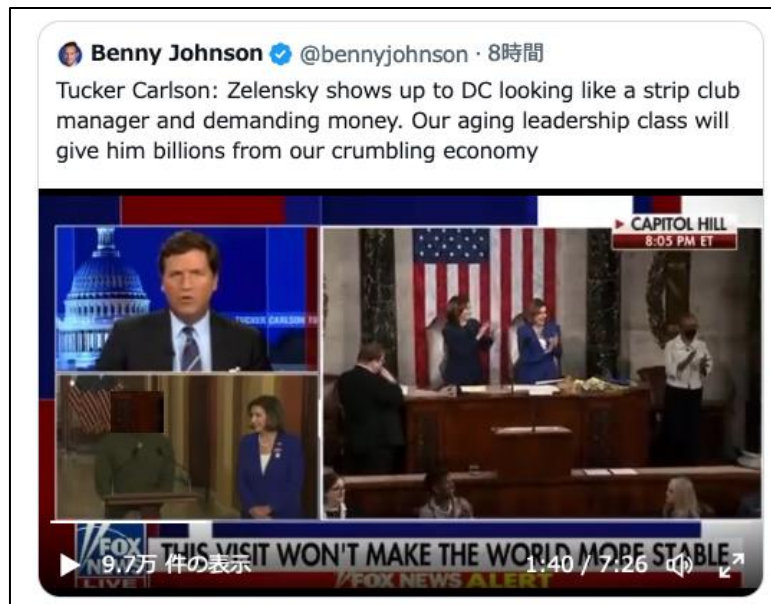 Benny Johnson @bennyjohnson · 8時間
Tucker Carlson: Zelensky shows up to DC looking like a strip club
manager and demanding money. Our aging leadership class will
give him billions from our crumbling economy
CAPITOL HILL
8:05 PM ET
TUCKER CARLSON
FOX
NEWS
LIVE
THIS VISIT WON'T MAKE THE WORLD MORE STABLE
9.7万 件の表示
1:40 / 7:26
FOX NEWS ALERT